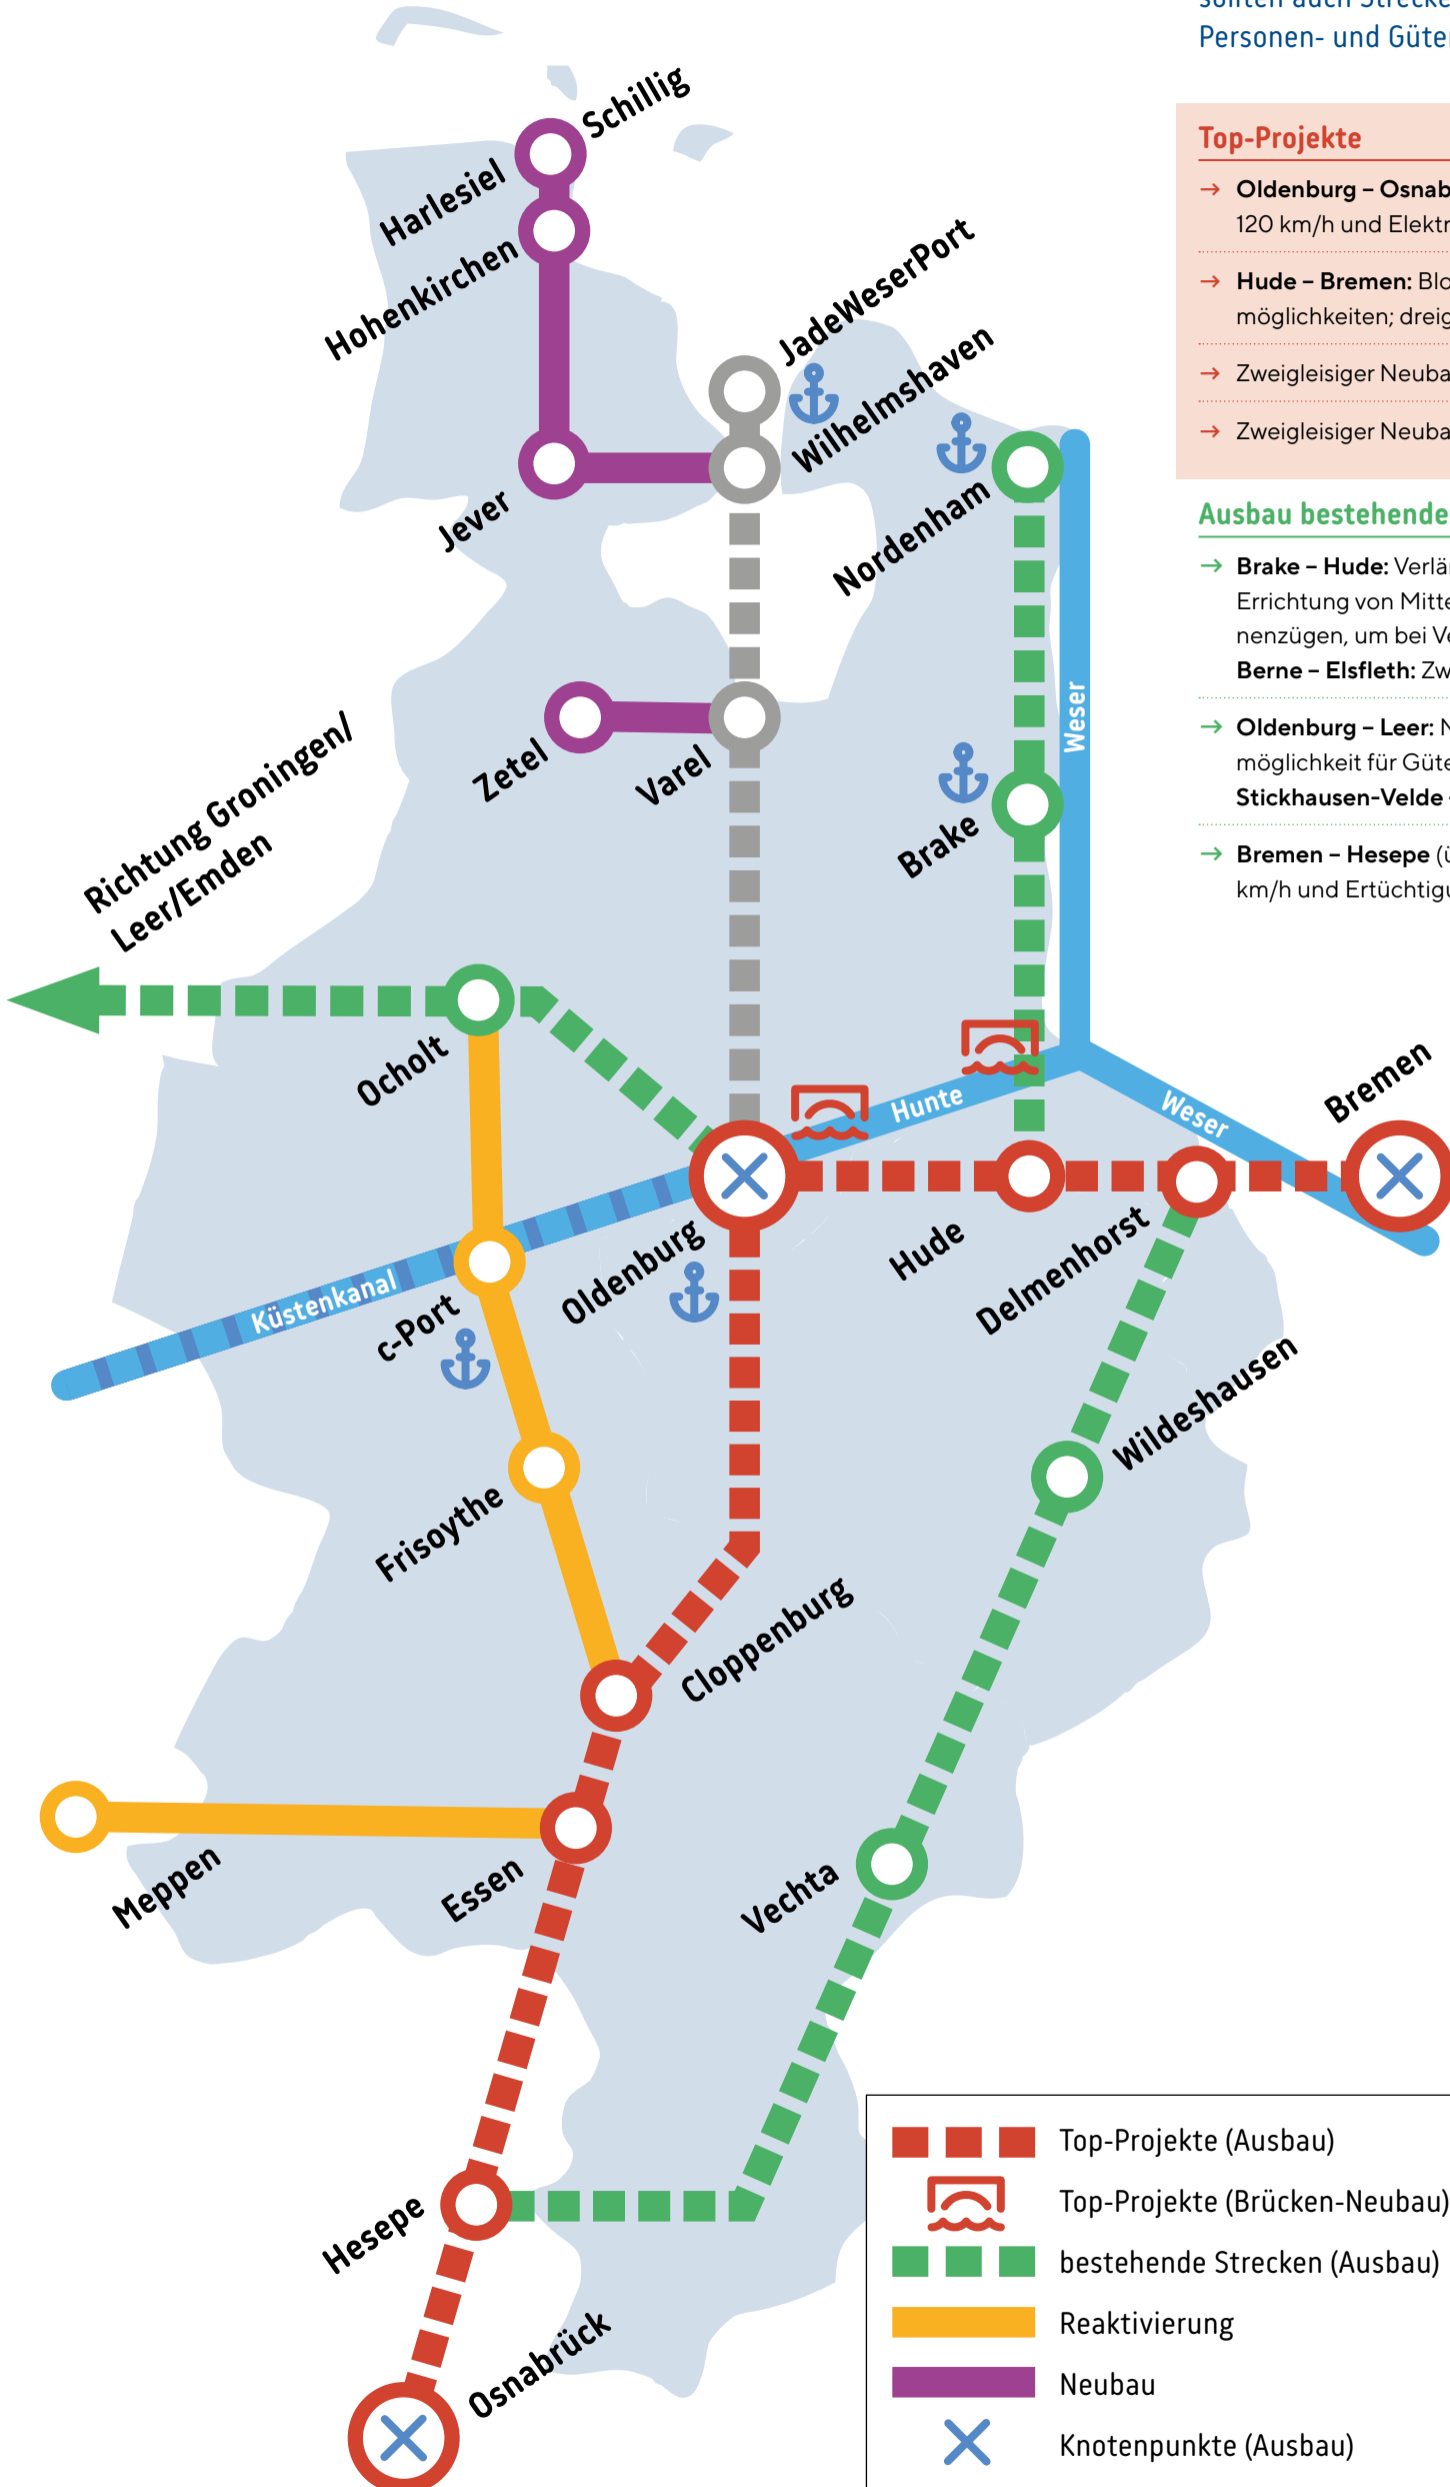 sollten auch Strecke
Personen- und Güter
Top-Projekte
→ Oldenburg – Osnab
120 km/h und Elektr
→ Hude – Bremen: Blo
möglichkeiten; dreig
→ Zweigleisiger Neuba
→ Zweigleisiger Neuba
Ausbau bestehende
→ Brake – Hude: Verlä
Errichtung von Mitte
nenzügen, um bei Ve
Berne – Elsfleth: Zw
→ Oldenburg – Leer: N
möglichkeit für Güte
Stickhausen-Velde -
→ Bremen – Hesepe (ü
km/h und Ertüchtigu
Schillig
Harlesiel
Hohenkirchen
JadeWeserPort
Wilhelmshaven
Jever
Nordenham
Weser
Zetel
Varel
Brake
Richtung Groningen/
Leer/Emden
Ocholt
Hunte
Weser
Bremen
Oldenburg
Hude
Delmenhorst
Küstenkanal
c-Port
Wildeshausen
Frisoythe
Cloppenburg
Meppen
Essen
Vechta
Hesepe
Osnabrück
Top-Projekte (Ausbau)
Top-Projekte (Brücken-Neubau)
bestehende Strecken (Ausbau)
Reaktivierung
Neubau
Knotenpunkte (Ausbau)